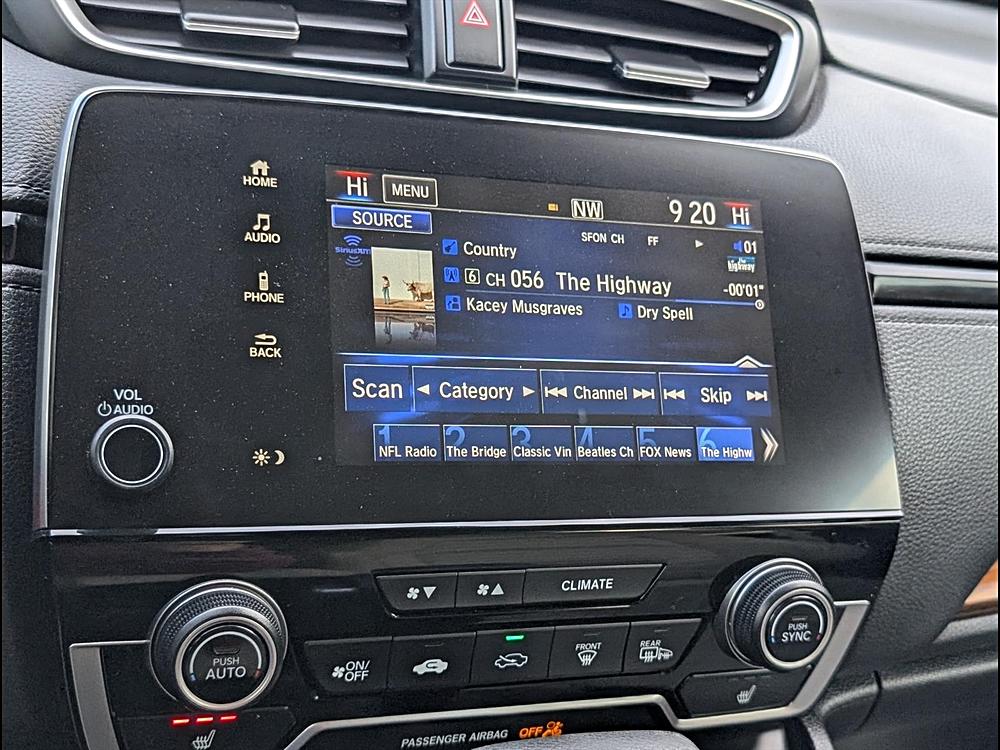 HOME
AUDIO
PHONE
BACK
VOL
AUDIO
Hi MENU NW 9 20 Hi
SOURCE SFON CH FF 01
SiriusXM Country the highway
6 CH 056 The Highway -00'01"
Kacey Musgraves Dry Spell
Scan Category Channel Skip
1 NFL Radio 2 The Bridge 3 Classic Vin 4 Beatles Ch 5 FOX News 6 The Highw
CLIMATE
PUSH AUTO
ON/OFF
FRONT
REAR
PUSH SYNC
PASSENGER AIRBAG OFF